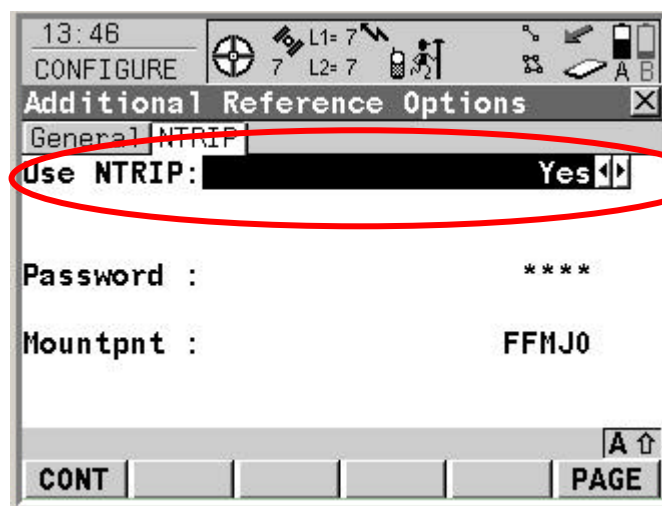 13:46
CONFIGURE
7
L1= 7
L2= 7
A B
Additional Reference Options
General NTRIP
Use NTRIP: Yes
Password : ****
Mountpnt : FFMJ0
A
CONT PAGE